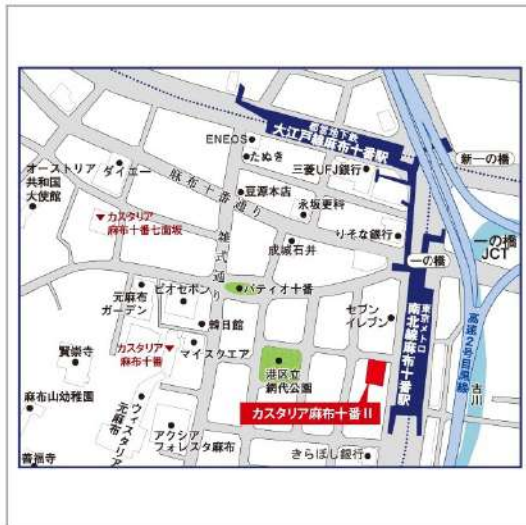 都営地下鉄
大江戸線麻布十番駅
ENEOS
たぬき
三菱UFJ銀行
新一の橋
オーストリア
共和国
大使館
ダイエー
麻布十番通り
豆源本店
永坂更科
カスタリア
麻布十番七面坂
雑式通り
成城石井
りそな銀行
一の橋
一の橋
JCT
元麻布
ガーデン
ピオセボン
パティオ十番
セブン
イレブン
東京メトロ
南北線麻布十番駅
高速2号目黒線
韓日館
カスタリア
麻布十番
マイスクエア
賢崇寺
港区立
網代公園
古川
麻布山幼稚園
ウィスタリア
元麻布
カスタリア麻布十番II
アクシア
フォレスタ麻布
善福寺
きらぼし銀行